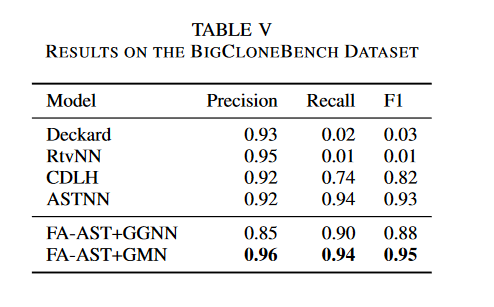 TABLE V
RESULTS ON THE BIGCLONEBENCH DATASET
Model Precision Recall F1
Deckard 0.93 0.02 0.03
RtvNN 0.95 0.01 0.01
CDLH 0.92 0.74 0.82
ASTNN 0.92 0.94 0.93
FA-AST+GGNN 0.85 0.90 0.88
FA-AST+GMN 0.96 0.94 0.95